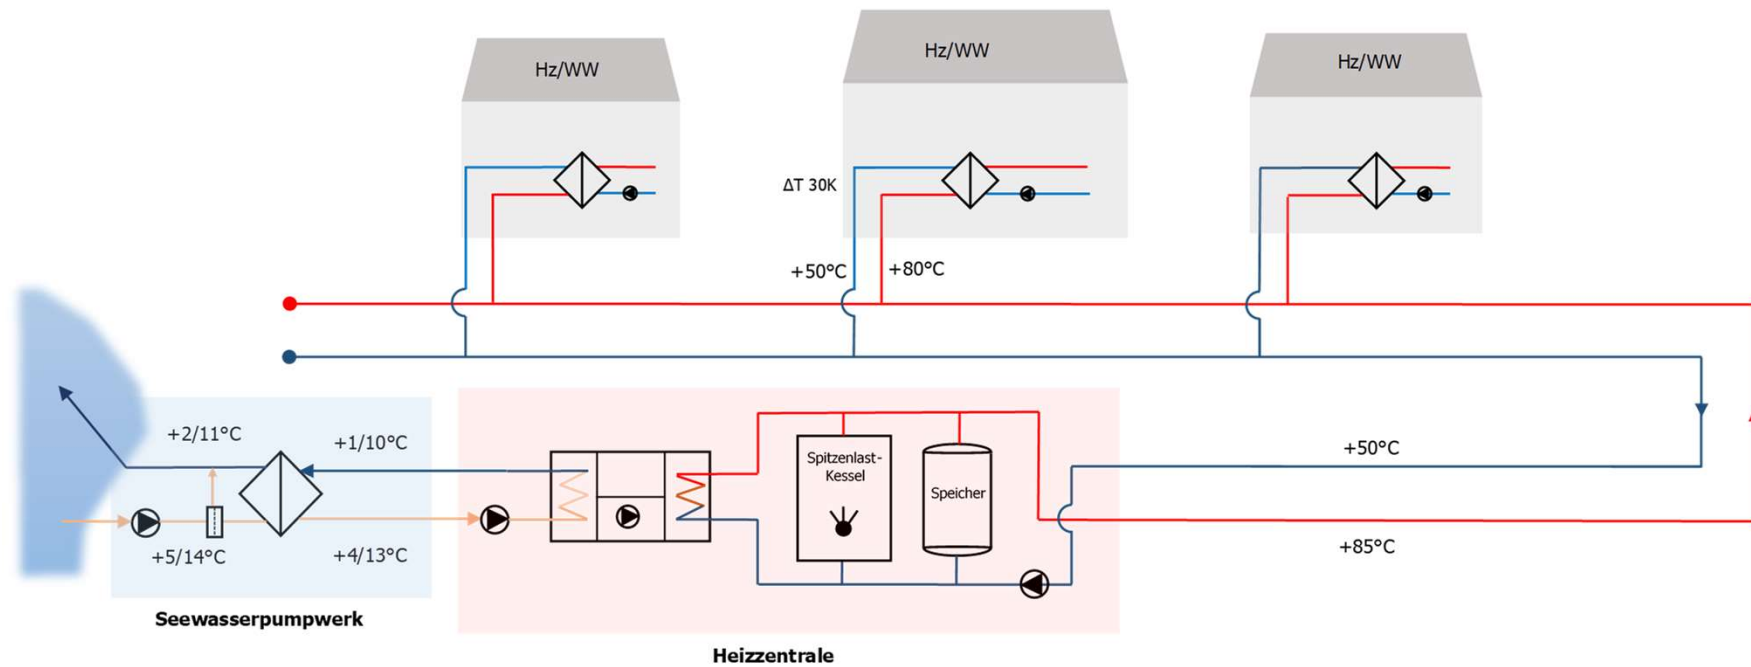 Hz/WW
Hz/WW
Hz/WW
ΔT 30K
+50°C
+80°C
+2/11°C
+1/10°C
+5/14°C
+4/13°C
Seewasserpumpwerk
Spitzenlast-
Kessel
Speicher
Heizzentrale
+50°C
+85°C